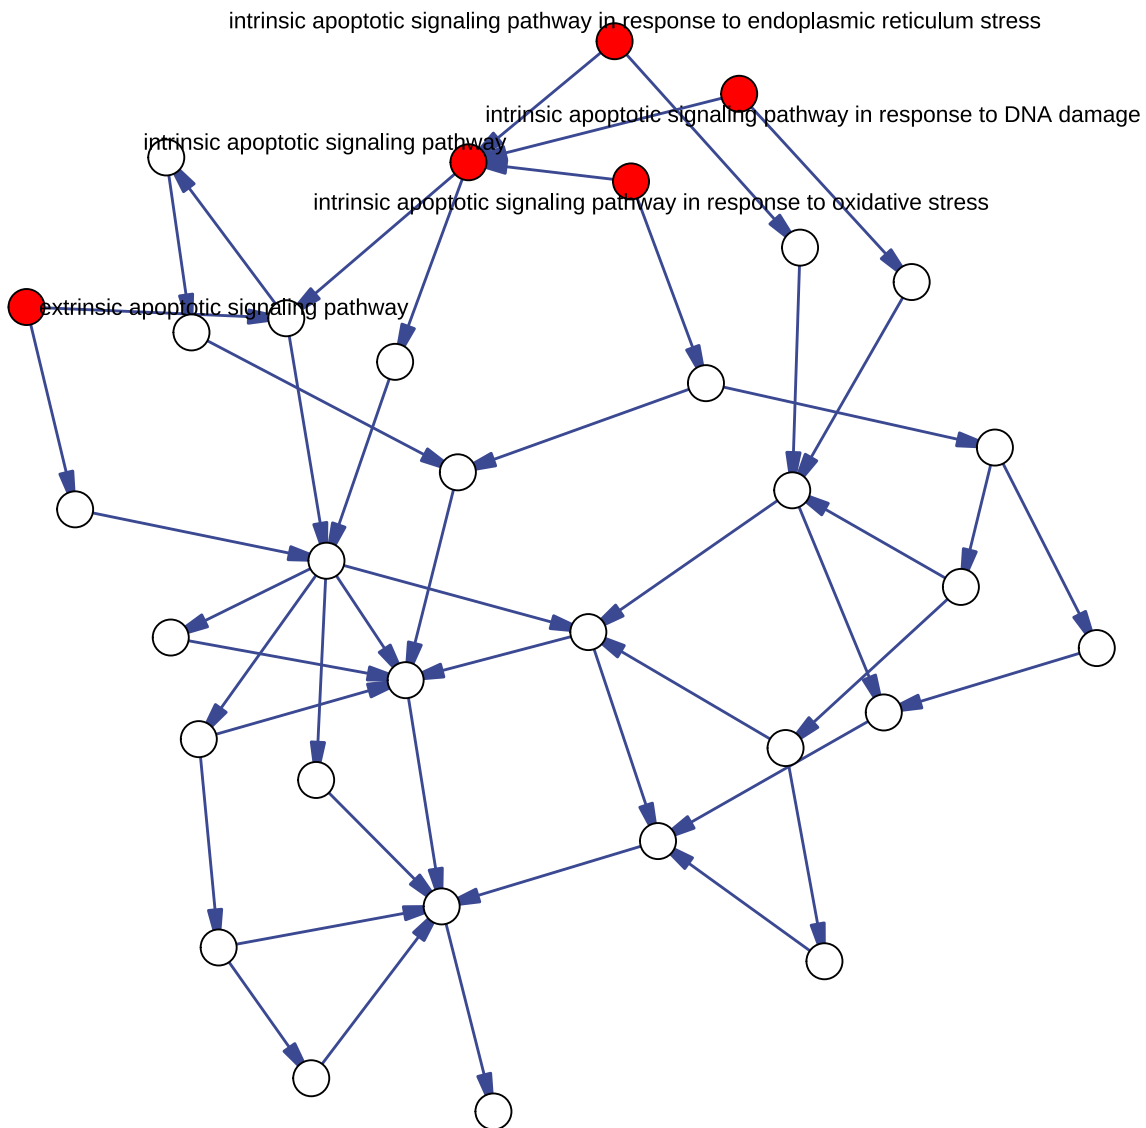 intrinsic apoptotic signaling pathway in response to endoplasmic reticulum stress
intrinsic apoptotic signaling pathway in response to DNA damage
intrinsic apoptotic signaling pathway
intrinsic apoptotic signaling pathway in response to oxidative stress
extrinsic apoptotic signaling pathway